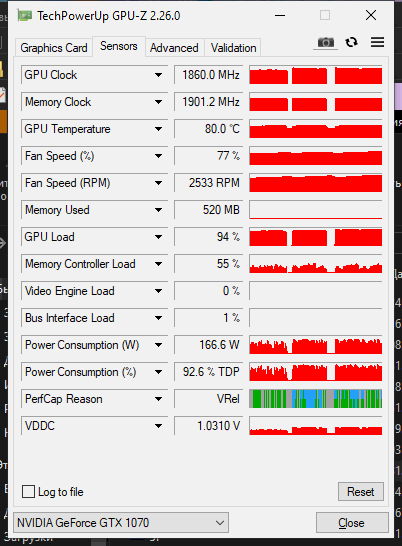 TechPowerUp GPU-Z 2.26.0
Graphics Card Sensors Advanced Validation
GPU Clock 1860.0 MHz
Memory Clock 1901.2 MHz
GPU Temperature 80.0 °C
Fan Speed (%) 77 %
Fan Speed (RPM) 2533 RPM
Memory Used 520 MB
GPU Load 94 %
Memory Controller Load 55 %
Video Engine Load 0 %
Bus Interface Load 1 %
Power Consumption (W) 166.6 W
Power Consumption (%) 92.6 % TDP
PerfCap Reason VRel
VDDC 1.0310 V
Log to file Reset
NVIDIA GeForce GTX 1070 Close